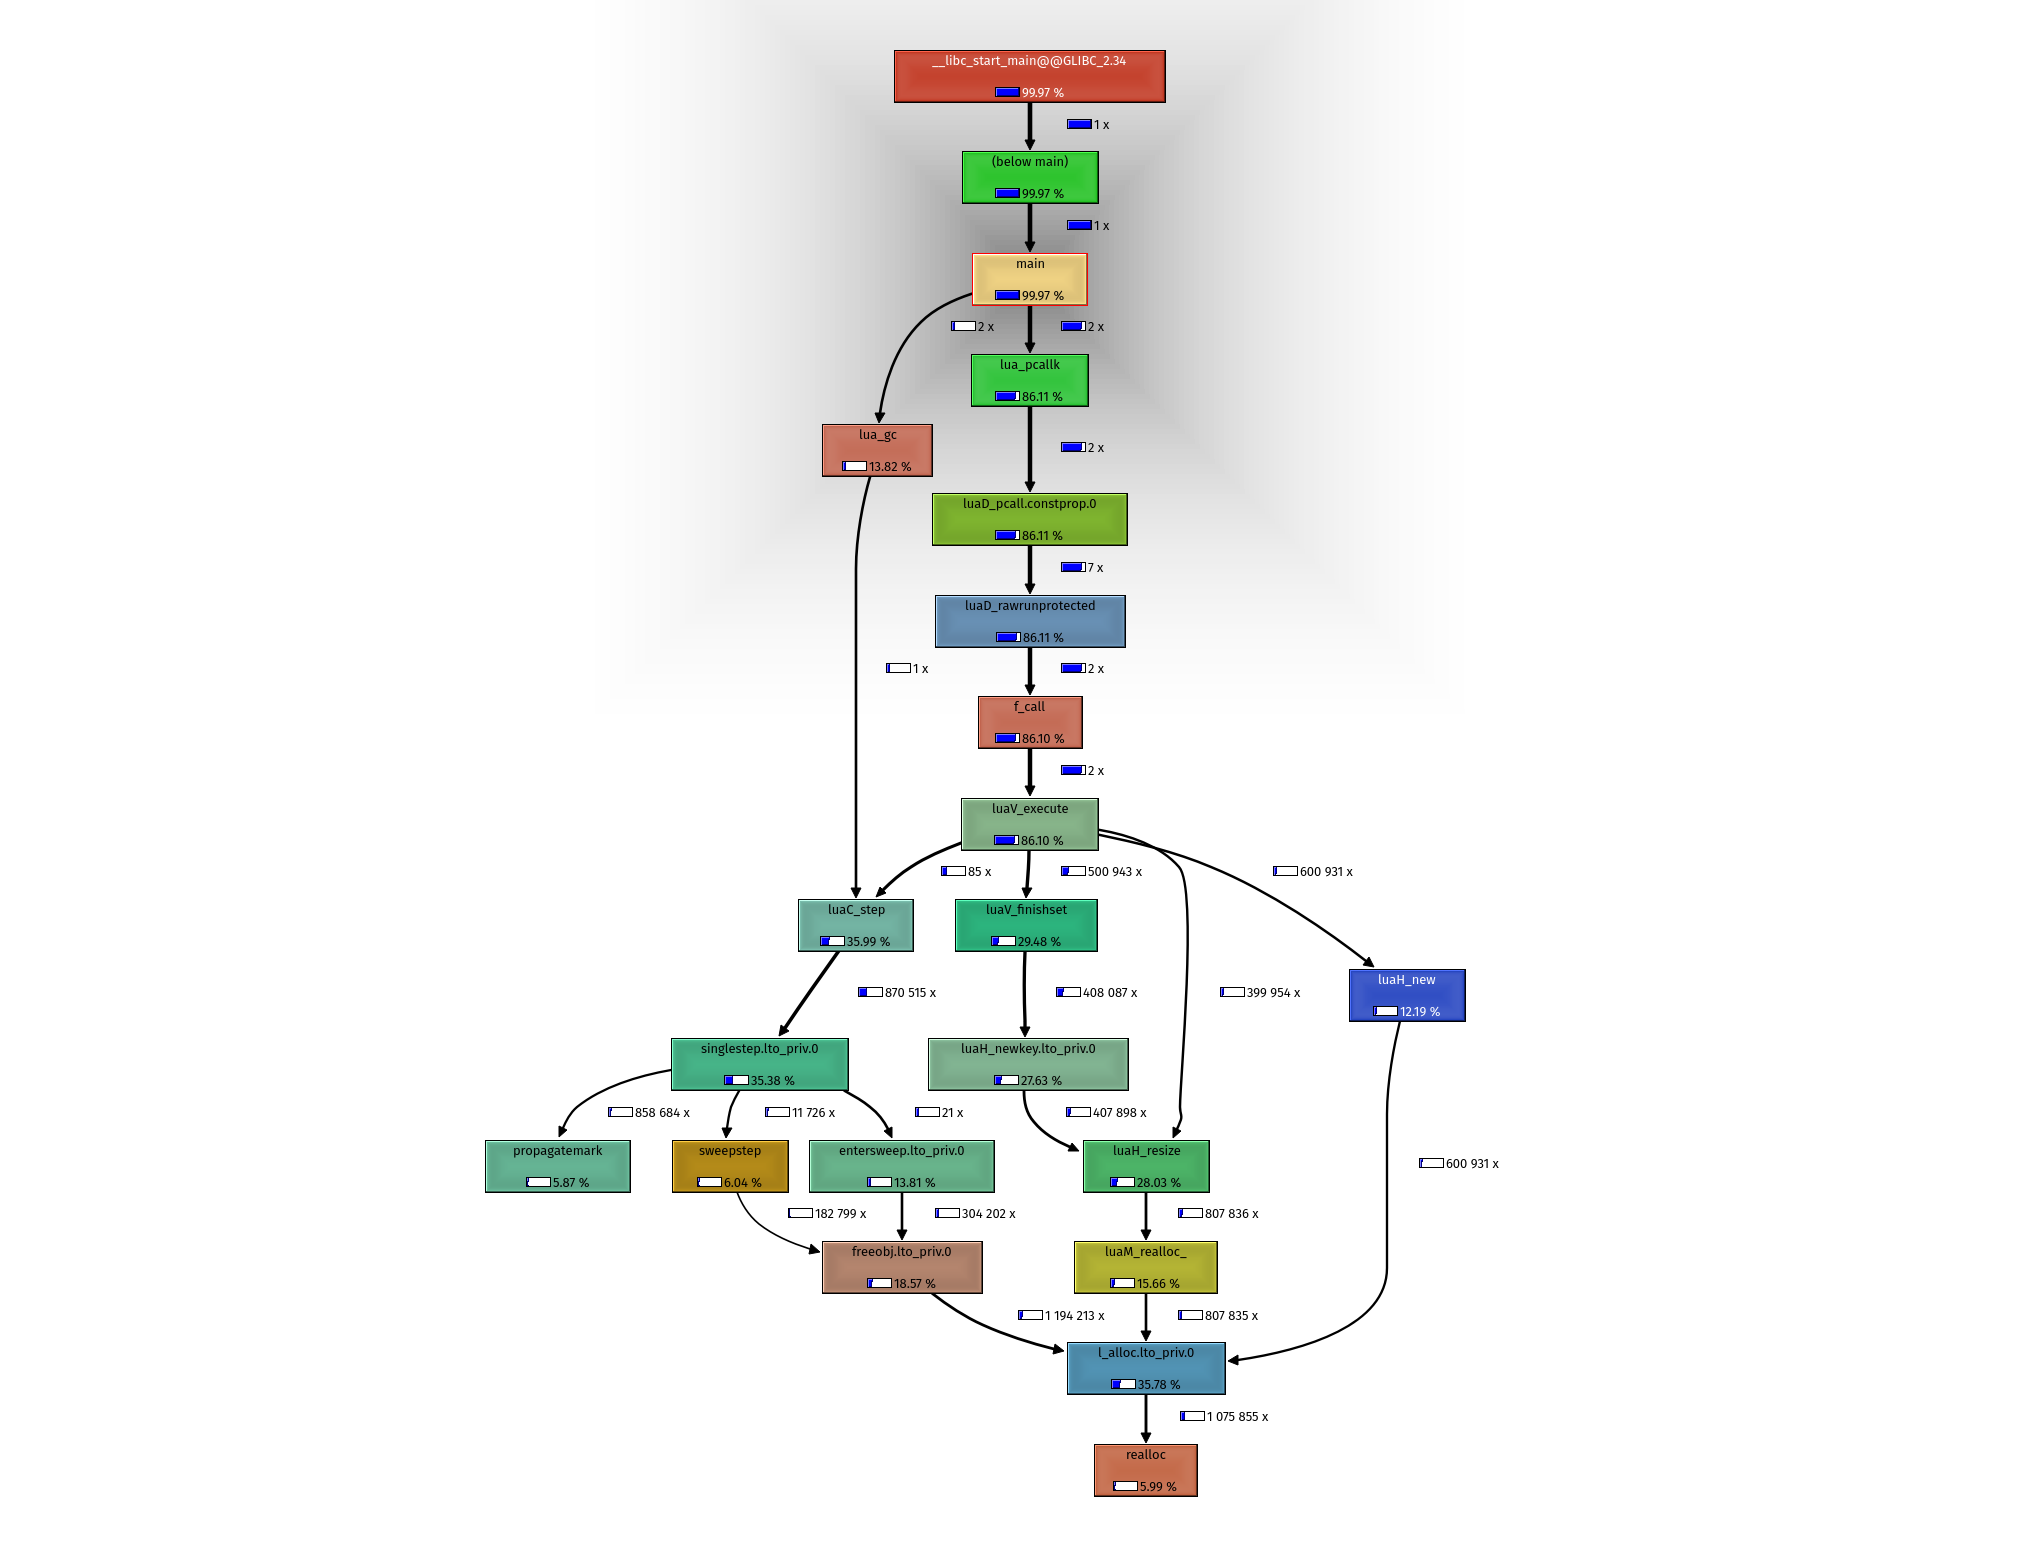 __libc_start_main@@GLIBC_2.34
99.97 %
1 x
(below main)
99.97 %
1 x
main
99.97 %
2 x
2 x
lua_pcallk
86.11 %
lua_gc
13.82 %
2 x
luaD_pcall.constprop.0
86.11 %
7 x
luaD_rawrunprotected
86.11 %
1 x
2 x
f_call
86.10 %
2 x
luaV_execute
86.10 %
85 x
500 943 x
600 931 x
luaC_step
35.99 %
luaV_finishset
29.48 %
luaH_new
12.19 %
870 515 x
408 087 x
399 954 x
singlestep.lto_priv.0
35.38 %
luaH_newkey.lto_priv.0
27.63 %
858 684 x
11 726 x
21 x
407 898 x
propagatemark
5.87 %
sweepstep
6.04 %
entersweep.lto_priv.0
13.81 %
luaH_resize
28.03 %
600 931 x
182 799 x
304 202 x
807 836 x
freeobj.lto_priv.0
18.57 %
luaM_realloc_
15.66 %
1 194 213 x
807 835 x
l_alloc.lto_priv.0
35.78 %
1 075 855 x
realloc
5.99 %